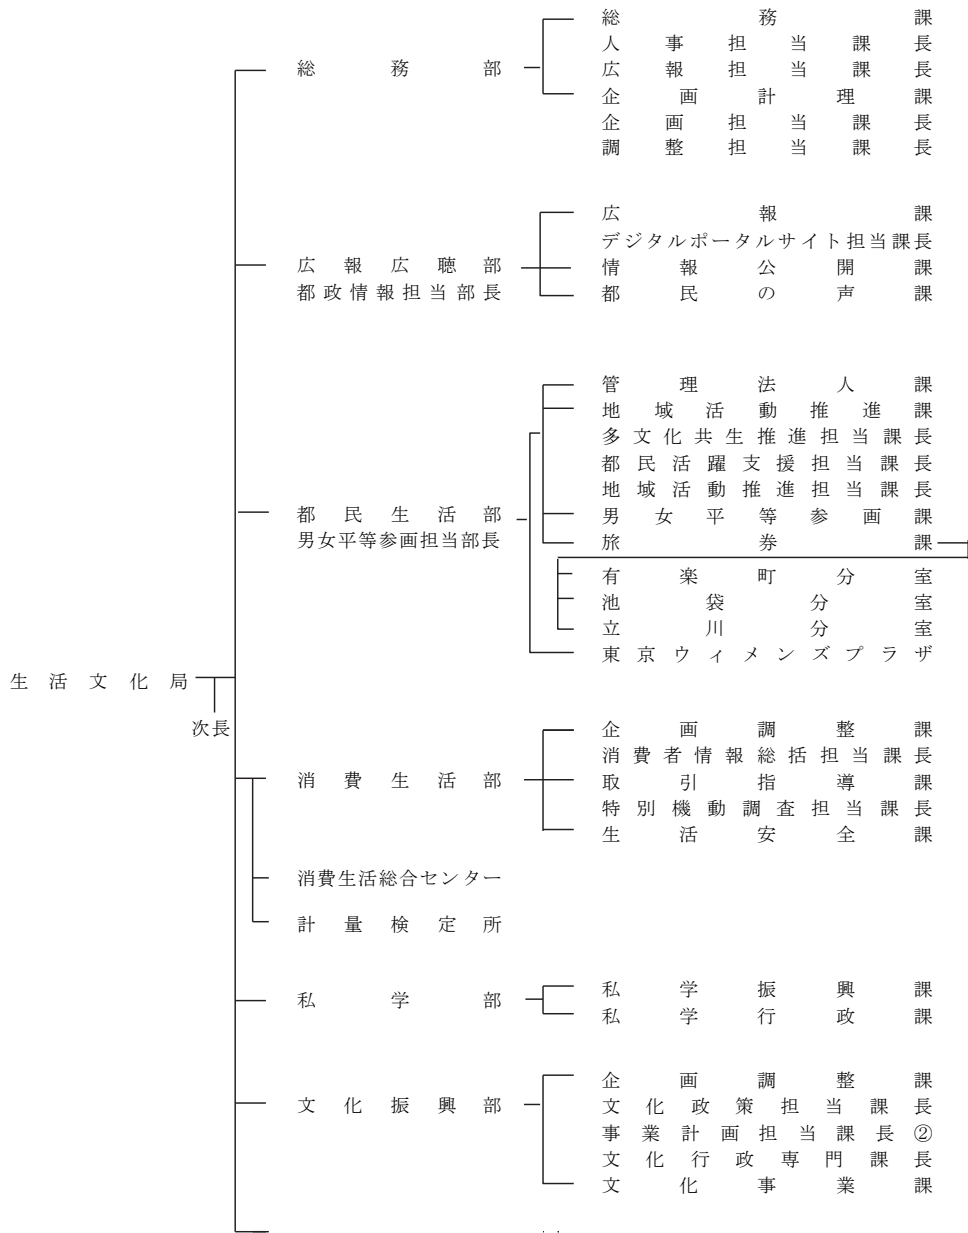 総務課
人事担当課長
総務部
広報担当課長
企画計理課
企画担当課長
調整担当課長
広報課
デジタルポータルサイト担当課長
広報広聴部
情報公開課
都政情報担当部長
都民の声課
管理法人課
地域活動推進課
多文化共生推進担当課長
都民活躍支援担当課長
地域活動推進担当課長
都民生活部
男女平等参画課
男女平等参画担当部長
旅券課
有楽町分室
池袋分室
立川分室
東京ウィメンズプラザ
生活文化局
次長
企画調整課
消費者情報総括担当課長
消費生活部
取引指導課
特別機動調査担当課長
生活安全課
消費生活総合センター
計量検定所
私学部
私学振興課
私学行政課
企画調整課
文化振興部
文化政策担当課長
事業計画担当課長②
文化行政専門課長
文化事業課